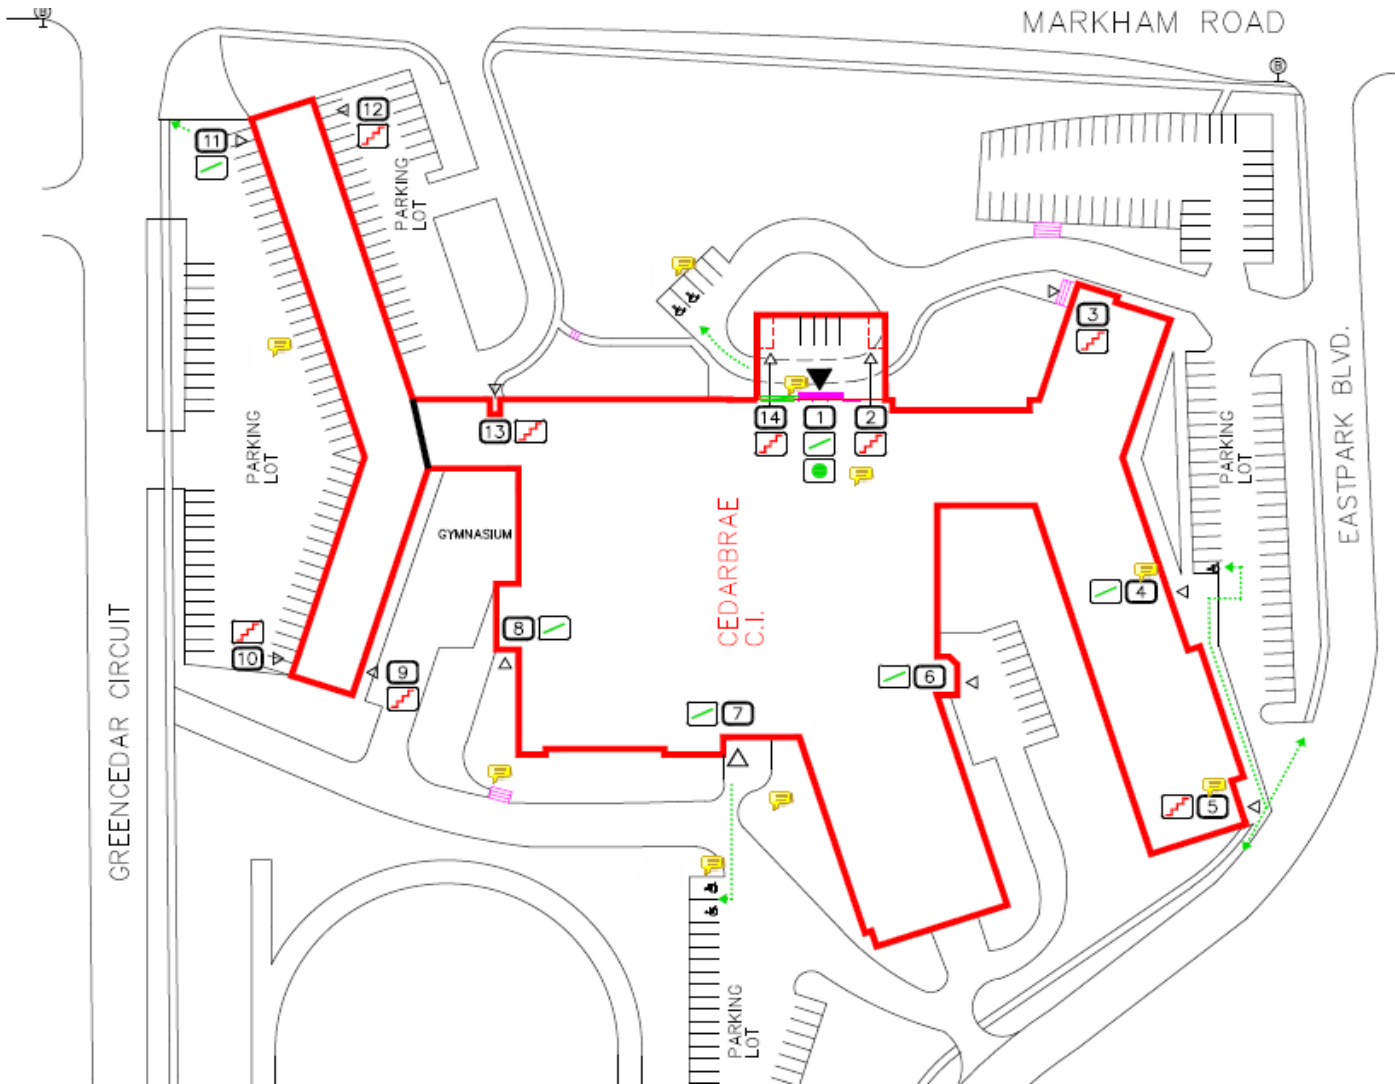 B
MARKHAM ROAD
B
12
11
PARKING
LOT
3
14
1
2
13
PARKING
LOT
PARKING
LOT
EASTPARK BLVD.
GYMNASIUM
CEDARBRAE
C.I.
4
8
10
9
6
7
5
GREENCEDAR CIRCUIT
PARKING
LOT